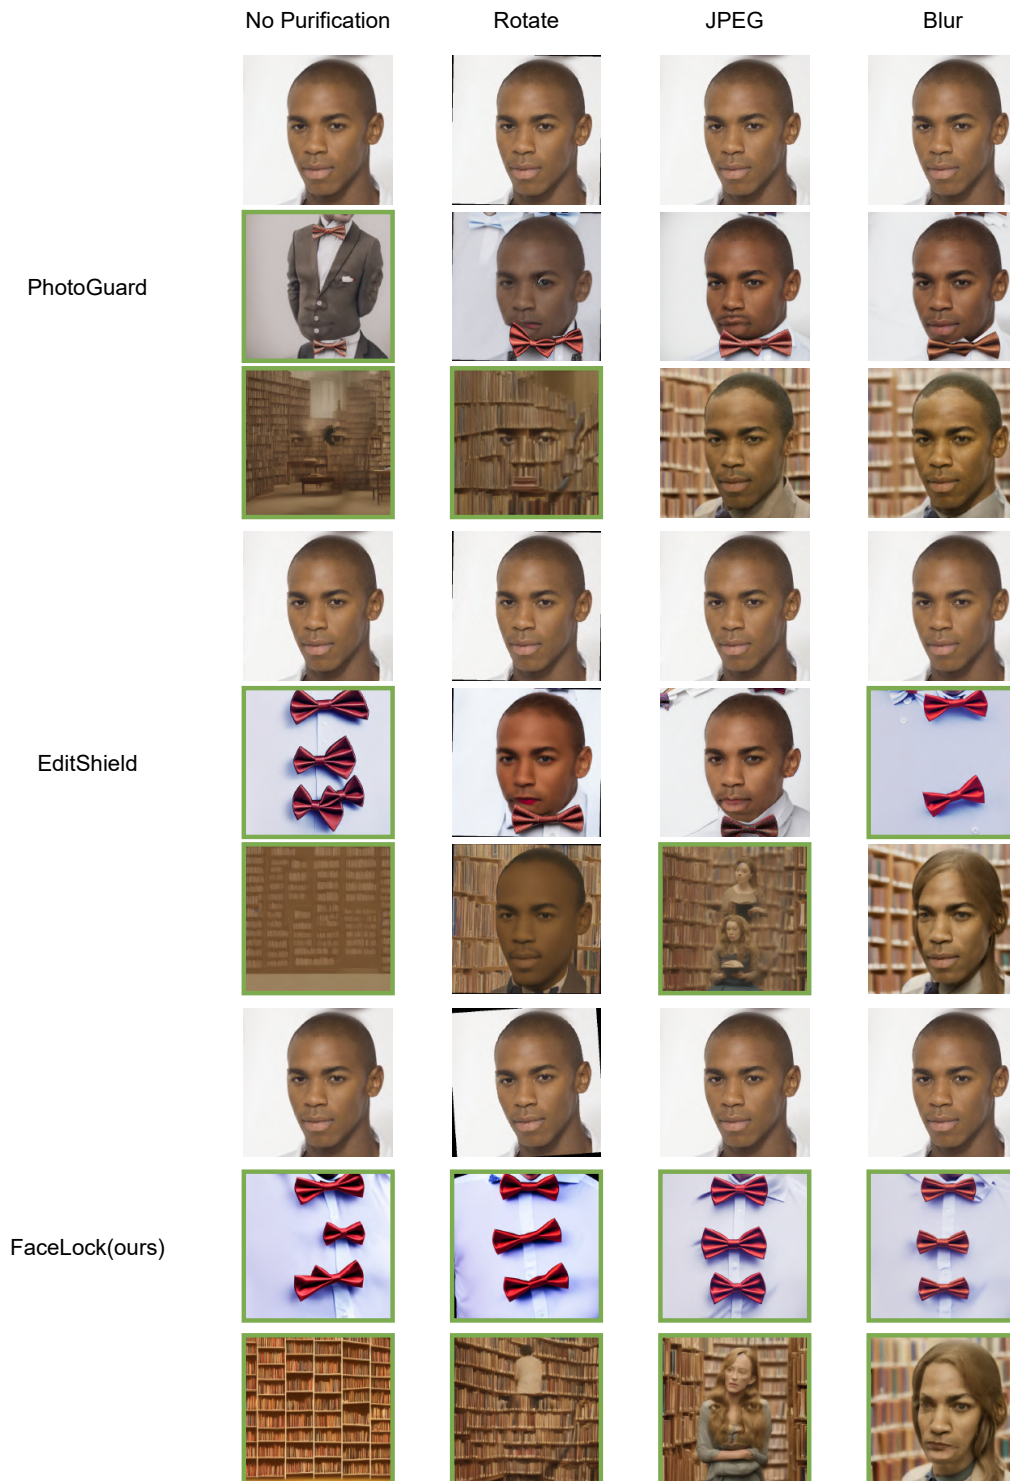 No Purification Rotate JPEG Blur
PhotoGuard
EditShield
FaceLock(ours)